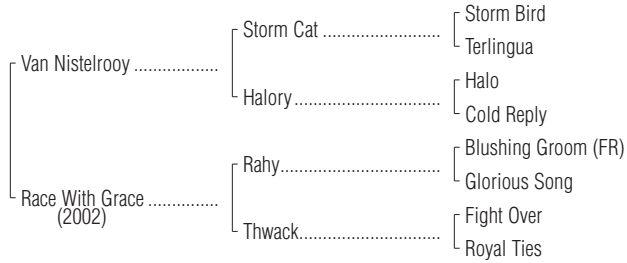 Storm Bird
Storm Cat ......................
Terlingua
Van Nistelrooy ................
Halo
Halory ...........................
Cold Reply
Blushing Groom (FR)
Rahy..............................
Glorious Song
Race With Grace .............
(2002)
Fight Over
Thwack..........................
Royal Ties